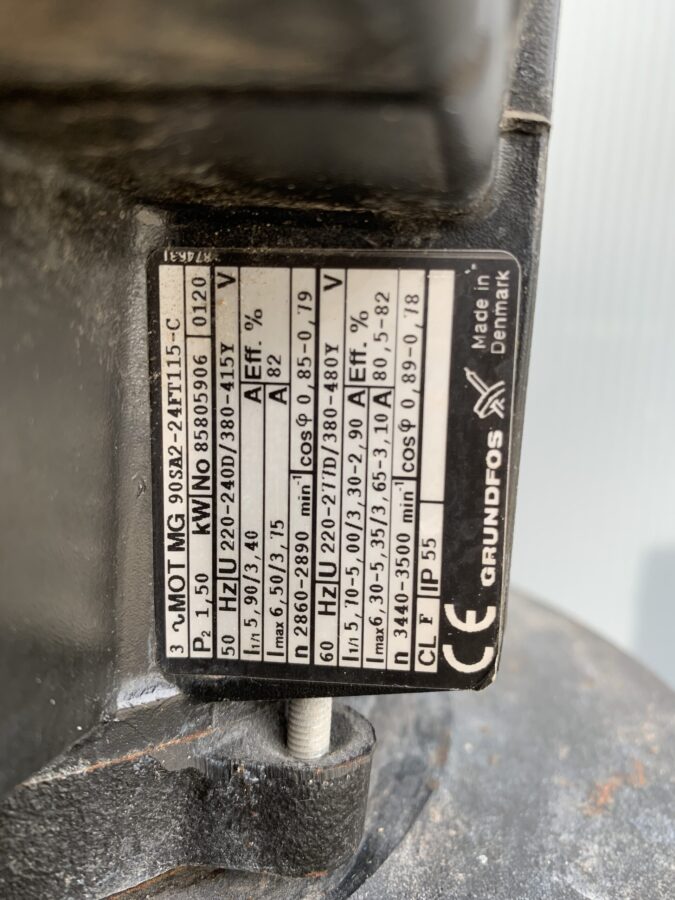 2874631
3 ~ MOT MG 90SA2-24FT115-C
P2 1,50 kW No 85805906 0120
50 Hz U 220-240D/380-415Y V
I1/1 5,90/3,40 A Eff. %
Imax 6,50/3,75 A 82
n 2860-2890 min-1 cos φ 0,85-0,79
60 Hz U 220-277D/380-480Y V
I1/1 5,70-5,00/3,30-2,90 A Eff. %
Imax 6,30-5,35/3,65-3,10 A 80,5-82
n 3440-3500 min-1 cos φ 0,89-0,78
CL F IP 55
CE GRUNDFOS Made in Denmark